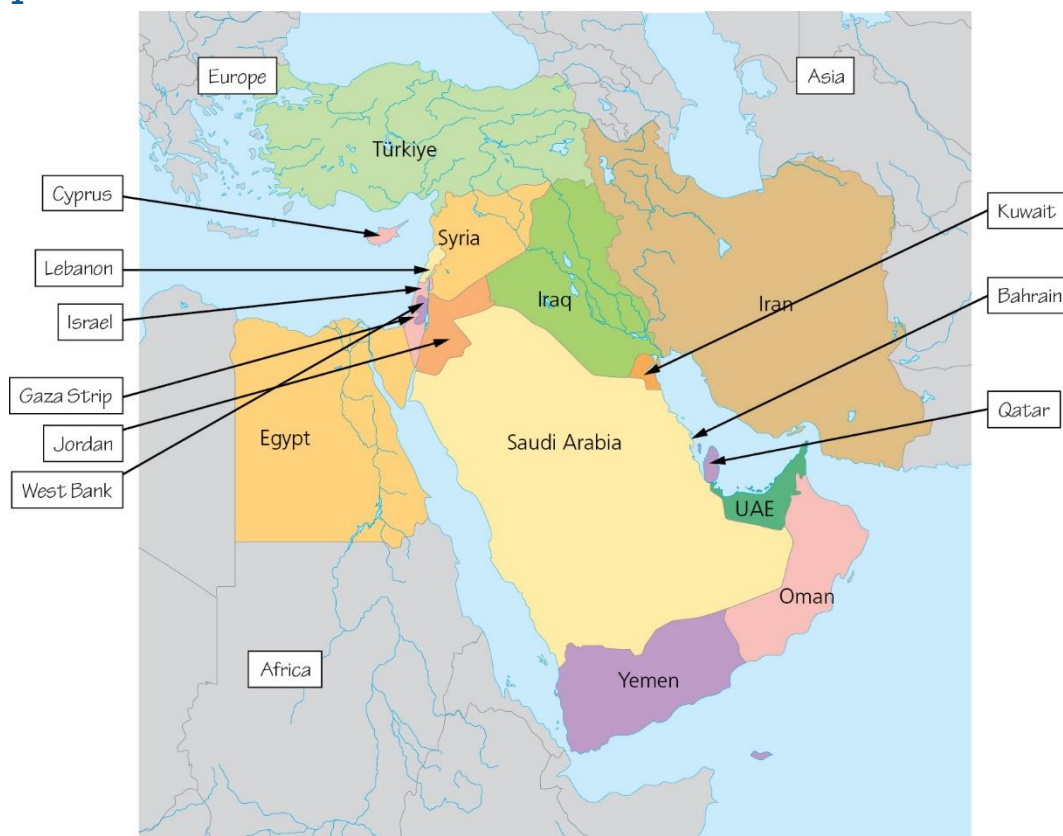 Europe
Asia
Türkiye
Cyprus
Kuwait
Syria
Lebanon
Bahrain
Iraq
Iran
Israel
Gaza Strip
Qatar
Jordan
Egypt
Saudi Arabia
West Bank
UAE
Oman
Africa
Yemen